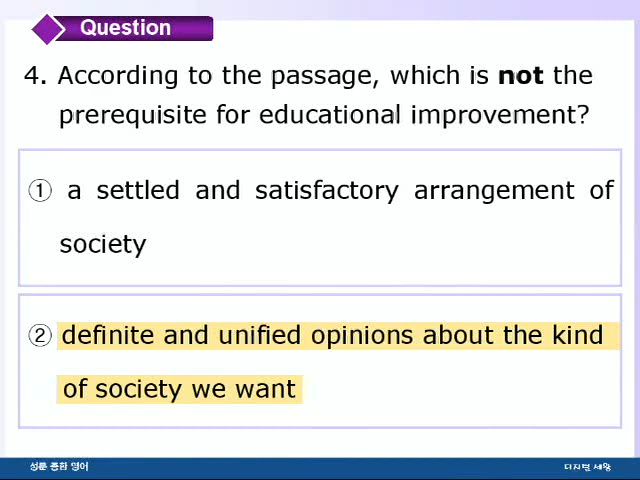 Question
4. According to the passage, which is not the
prerequisite for educational improvement?
① a settled and satisfactory arrangement of
society
② definite and unified opinions about the kind
of society we want
성문 종합 영어
디지털 세상